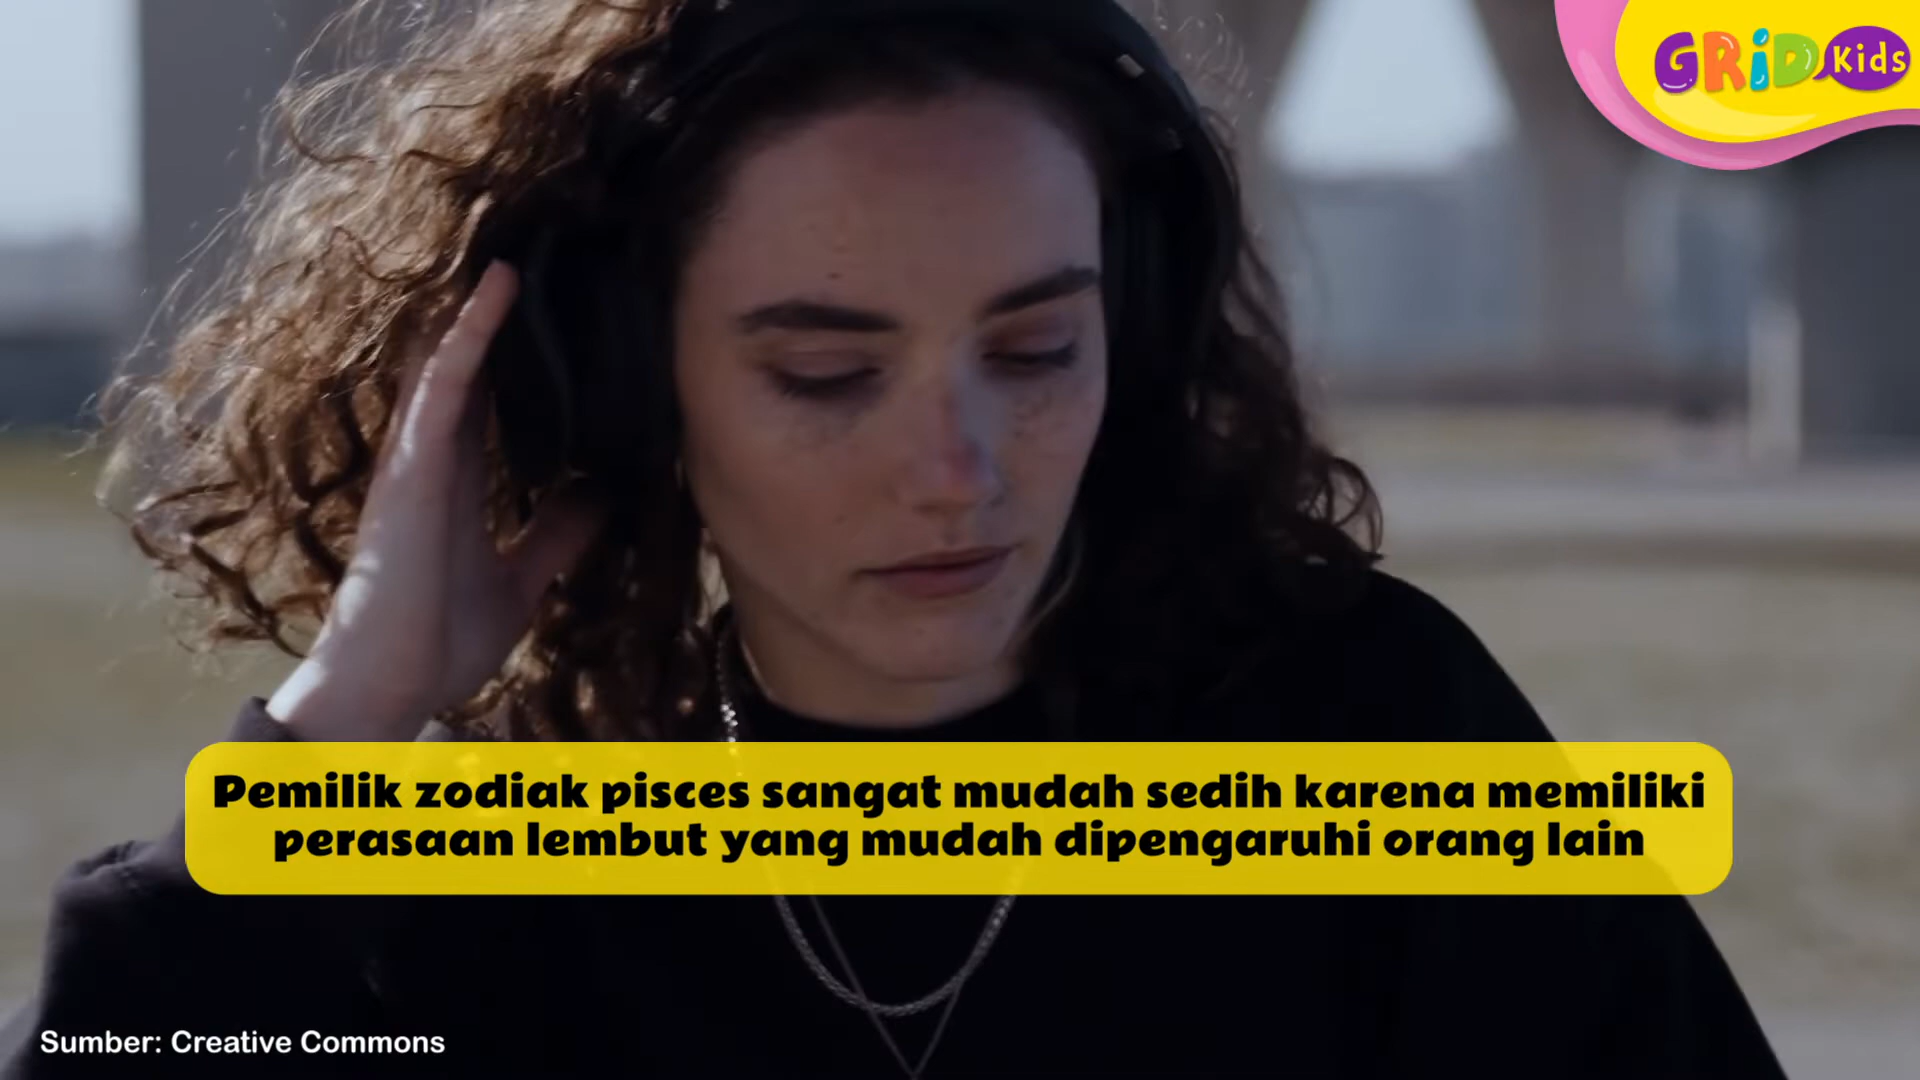 GRID Kids
Pemilik zodiak pisces sangat mudah sedih karena memiliki
perasaan lembut yang mudah dipengaruhi orang lain
Sumber: Creative Commons